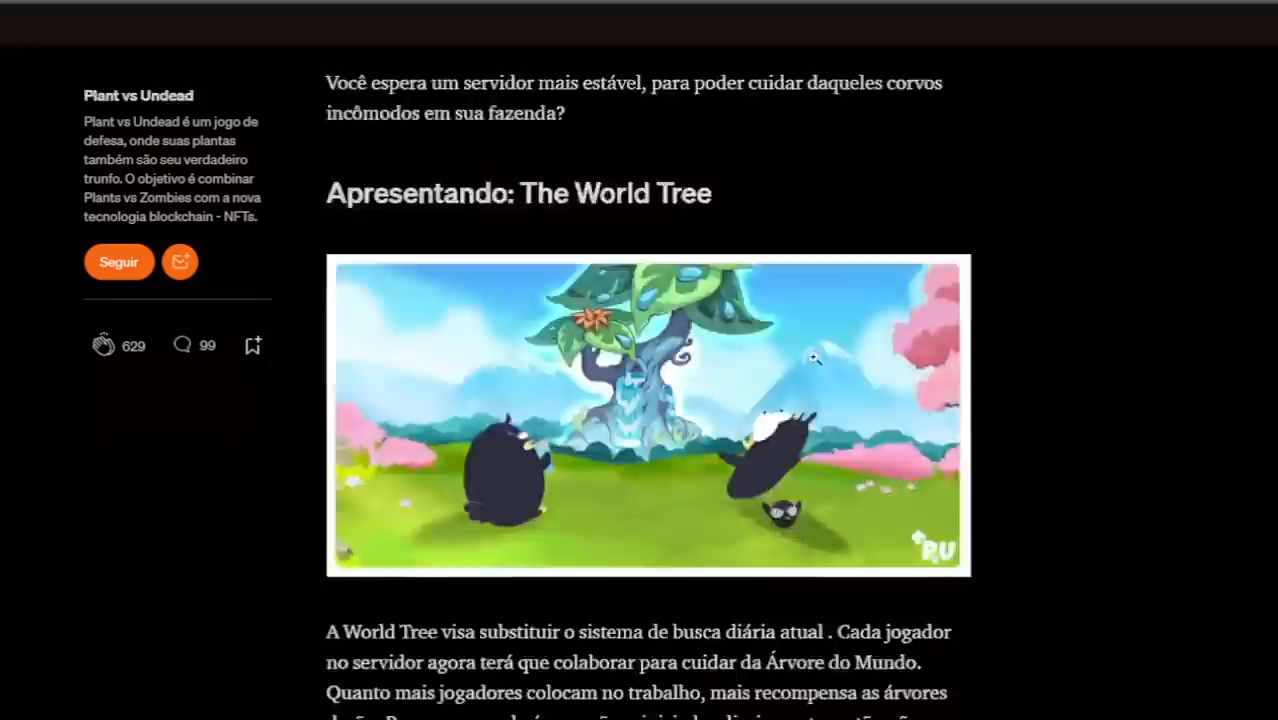 Plant vs Undead
Plant vs Undead é um jogo de
defesa, onde suas plantas
também são seu verdadeiro
trunfo. O objetivo é combinar
Plants vs Zombies com a nova
tecnologia blockchain - NFTs.
Seguir
629
99
Você espera um servidor mais estável, para poder cuidar daqueles corvos
incômodos em sua fazenda?
Apresentando: The World Tree
PU
A World Tree visa substituir o sistema de busca diária atual . Cada jogador
no servidor agora terá que colaborar para cuidar da Árvore do Mundo.
Quanto mais jogadores colocam no trabalho, mais recompensa as árvores